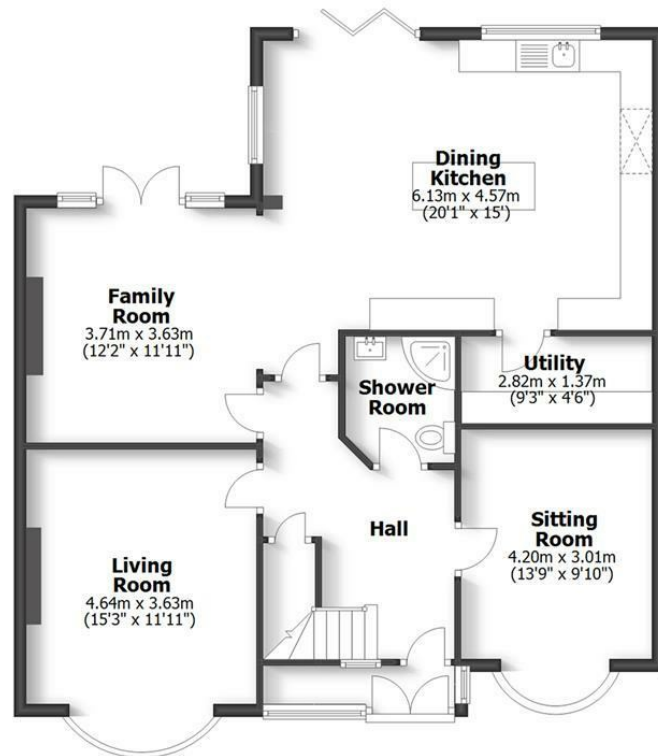 Dining
Kitchen
6.13m x 4.57m
(20'1" x 15')
Family
Room
3.71m x 3.63m
(12'2" x 11'11")
Utility
2.82m x 1.37m
(9'3" x 4'6")
Shower
Room
Hall
Sitting
Room
4.20m x 3.01m
(13'9" x 9'10")
Living
Room
4.64m x 3.63m
(15'3" x 11'11")